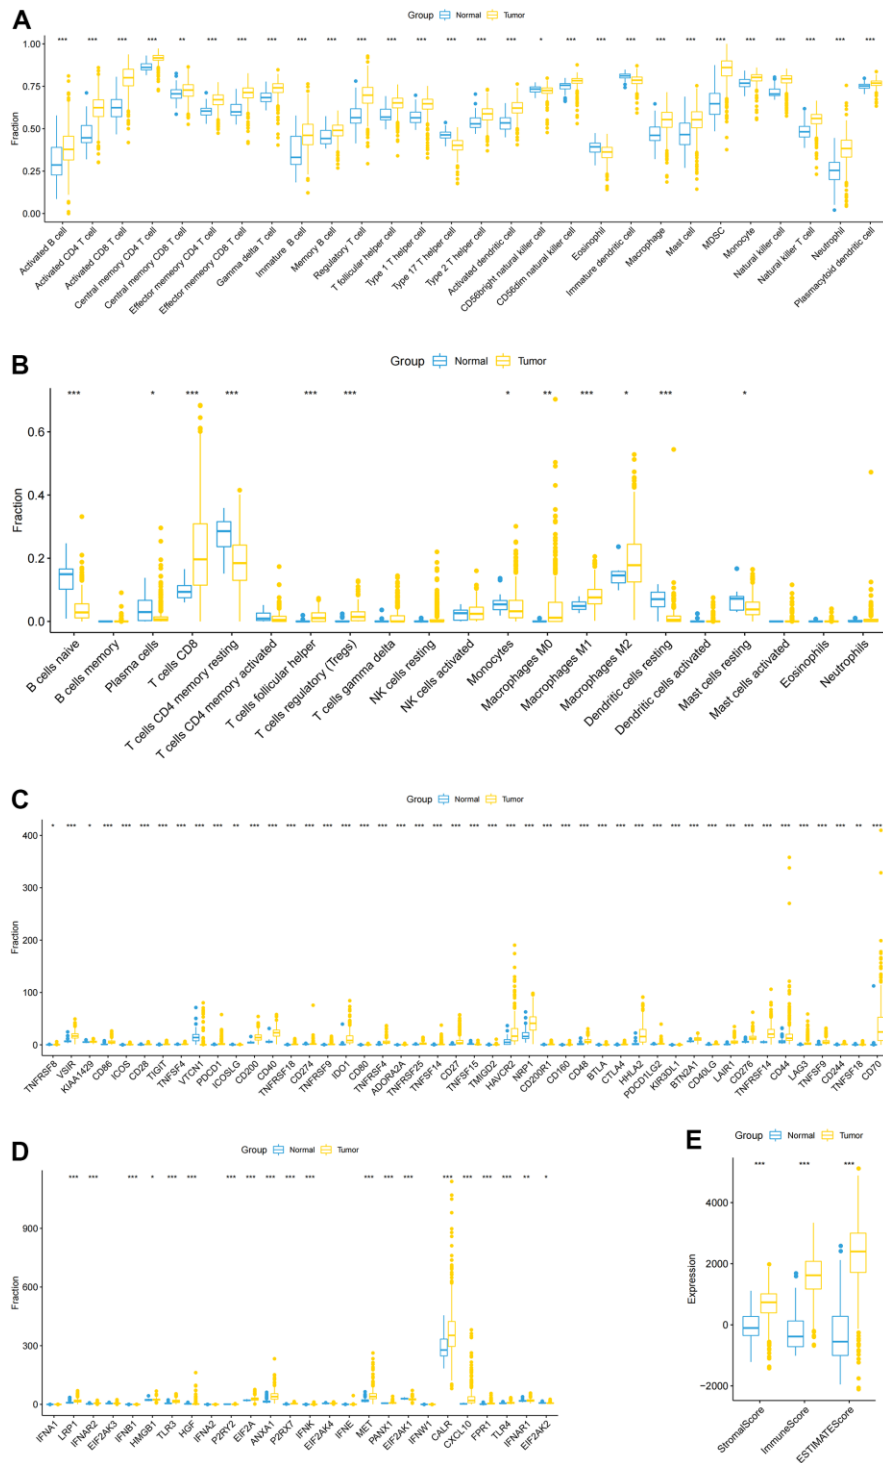 A
Group Normal Tumor
*** *** *** *** ** *** *** *** *** *** *** *** *** *** *** *** * *** *** *** *** *** *** *** *** *** *** ***
1.00
0.75
0.50
0.25
0.00
Fraction
Activated B cell
Activated CD4 T cell
Activated CD8 T cell
Central memory CD4 T cell
Central memory CD8 T cell
Effector memeory CD4 T cell
Effector memeory CD8 T cell
Gamma delta T cell
Immature B cell
Memory B cell
Regulatory T cell
T follicular helper cell
Type 1 T helper cell
Type 17 T helper cell
Type 2 T helper cell
Activated dendritic cell
CD56bright natural killer cell
CD56dim natural killer cell
Eosinophil
Immature dendritic cell
Macrophage
Mast cell
MDSC
Monocyte
Natural killer cell
Natural killer T cell
Neutrophil
Plasmacytoid dendritic cell
B
Group Normal Tumor
*** * *** *** *** *** * ** *** * *** *
0.6
0.4
0.2
0.0
Fraction
B cells naive
B cells memory
Plasma cells
T cells CD8
T cells CD4 memory resting
T cells CD4 memory activated
T cells follicular helper
T cells regulatory (Tregs)
T cells gamma delta
NK cells resting
NK cells activated
Monocytes
Macrophages M0
Macrophages M1
Macrophages M2
Dendritic cells resting
Dendritic cells activated
Mast cells resting
Mast cells activated
Eosinophils
Neutrophils
C
Group Normal Tumor
* *** * *** *** *** *** *** *** ** *** *** *** *** *** *** *** *** *** *** *** *** *** *** *** *** *** *** *** *** *** *** *** *** *** *** *** *** *** *** *** *** *** *** *** ** ***
400
300
200
100
0
Fraction
TNFRSF8
VSIR
KIAA1429
CD86
ICOS
CD28
TIGIT
TNFSF4
VTCN1
PDCD1
ICOSLG
CD200
CD40
TNFRSF18
CD274
TNFRSF9
IDO1
CD80
TNFRSF4
ADORA2A
TNFRSF25
TNFSF14
CD27
TNFSF15
TMIGD2
HAVCR2
NRP1
CD200R1
CD160
CD48
BTLA
CTLA4
HHLA2
PDCD1LG2
KIR3DL1
BTN2A1
CD40LG
LAIR1
CD276
TNFRSF14
CD44
LAG3
TNFSF9
CD244
TNFSF18
CD70
D
Group Normal Tumor
*** *** *** * *** *** *** *** *** *** *** *** *** *** *** *** *** *** ** *
900
600
300
0
Fraction
IFNA1
LRP1
IFNAR2
EIF2AK3
IFNB1
HMGB1
TLR3
HGF
IFNA2
P2RY2
EIF2A
ANXA1
P2RX7
IFNK
EIF2AK4
IFNE
MET
PANX1
EIF2AK1
IFNW1
CALR
CXCL10
FPR1
TLR4
IFNAR1
EIF2AK2
E
Group Normal Tumor
*** *** ***
4000
2000
0
−2000
Expression
StromalScore
ImmuneScore
ESTIMATEScore